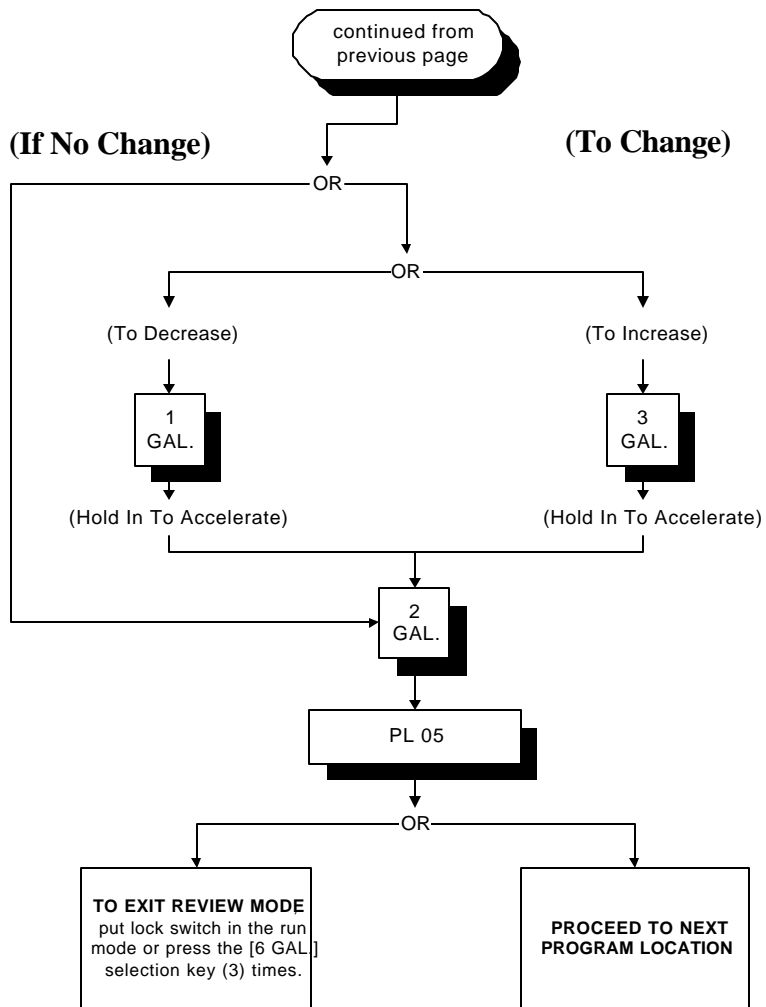 continued from
previous page
(If No Change)
(To Change)
OR
OR
(To Decrease)
(To Increase)
1
GAL.
3
GAL.
(Hold In To Accelerate)
(Hold In To Accelerate)
2
GAL.
PL 05
OR
TO EXIT REVIEW MODE
put lock switch in the run
mode or press the [6 GAL.]
selection key (3) times.
PROCEED TO NEXT
PROGRAM LOCATION